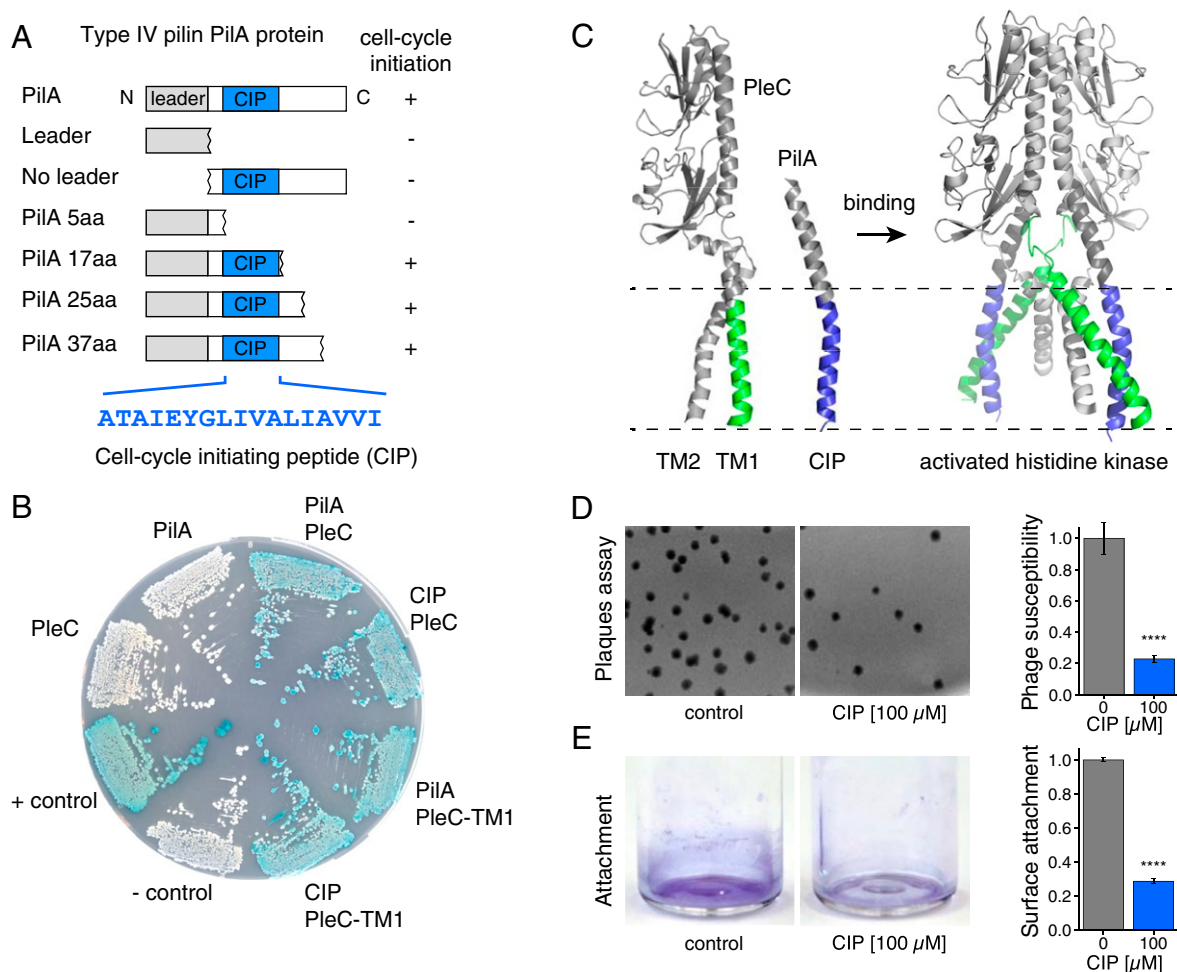 A
Type IV pilin PilA protein
cell-cycle
initiation
PilA
N
leader
CIP
C
+
Leader
-
No leader
CIP
-
PilA 5aa
-
PilA 17aa
CIP
+
PilA 25aa
CIP
+
PilA 37aa
CIP
+
ATAIEYGLIVALIAVVI
Cell-cycle initiating peptide (CIP)
B
PilA
PilA
PleC
CIP
PleC
PilA
PleC-TM1
CIP
PleC-TM1
- control
+ control
PleC
C
PleC
PilA
binding
TM2
TM1
CIP
activated histidine kinase
D
Plaques assay
control
CIP [100 µM]
Phage susceptibility
1.0
0.8
0.6
0.4
0.2
0.0
****
0
100
CIP [µM]
E
Attachment
control
CIP [100 µM]
Surface attachment
1.0
0.8
0.6
0.4
0.2
0.0
****
0
100
CIP [µM]